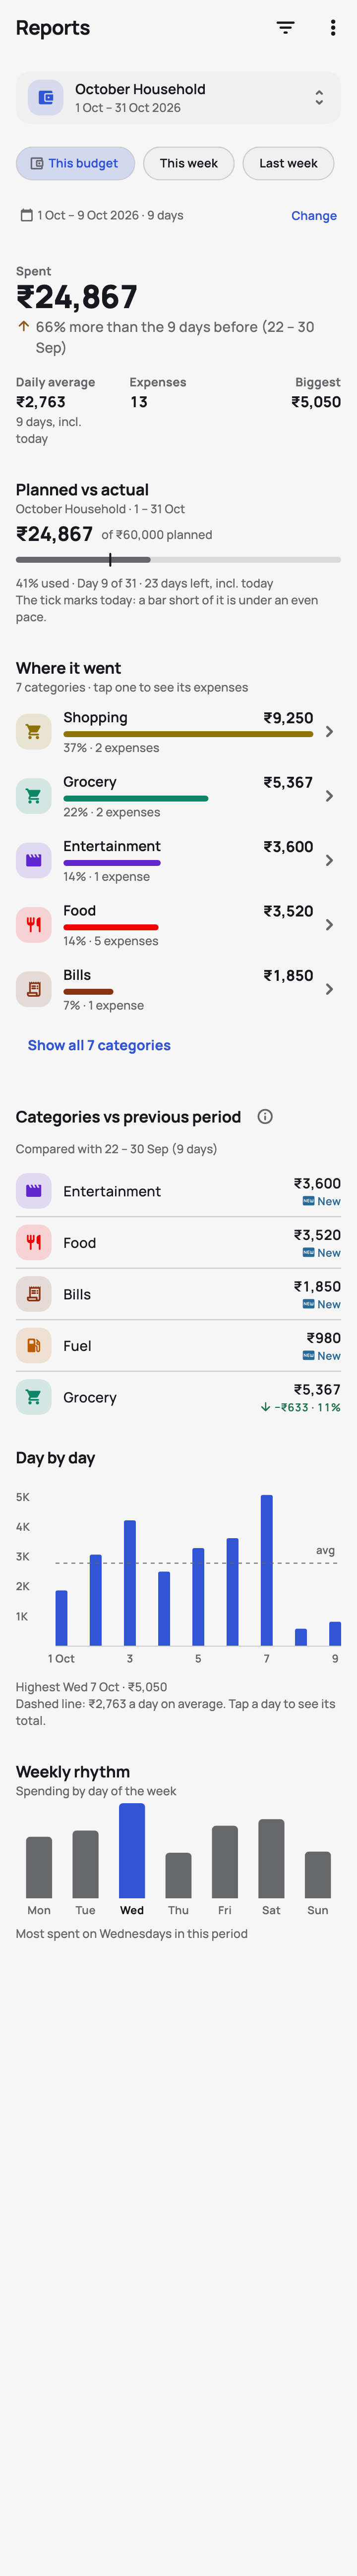 Reports
October Household
1 Oct – 31 Oct 2026
This budget
This week
Last week
1 Oct – 9 Oct 2026 · 9 days
Change
Spent
₹24,867
66% more than the 9 days before (22 – 30
Sep)
Daily average
Expenses
Biggest
₹2,763
13
₹5,050
9 days, incl.
today
Planned vs actual
October Household · 1 – 31 Oct
₹24,867 of ₹60,000 planned
41% used · Day 9 of 31 · 23 days left, incl. today
The tick marks today: a bar short of it is under an even
pace.
Where it went
7 categories · tap one to see its expenses
Shopping
₹9,250
37% · 2 expenses
Grocery
₹5,367
22% · 2 expenses
Entertainment
₹3,600
14% · 1 expense
Food
₹3,520
14% · 5 expenses
Bills
₹1,850
7% · 1 expense
Show all 7 categories
Categories vs previous period
Compared with 22 – 30 Sep (9 days)
Entertainment
₹3,600
NEW New
Food
₹3,520
NEW New
Bills
₹1,850
NEW New
Fuel
₹980
NEW New
Grocery
₹5,367
−₹633 · 11%
Day by day
5K
4K
3K
avg
2K
1K
1 Oct
3
5
7
9
Highest Wed 7 Oct · ₹5,050
Dashed line: ₹2,763 a day on average. Tap a day to see its
total.
Weekly rhythm
Spending by day of the week
Mon
Tue
Wed
Thu
Fri
Sat
Sun
Most spent on Wednesdays in this period